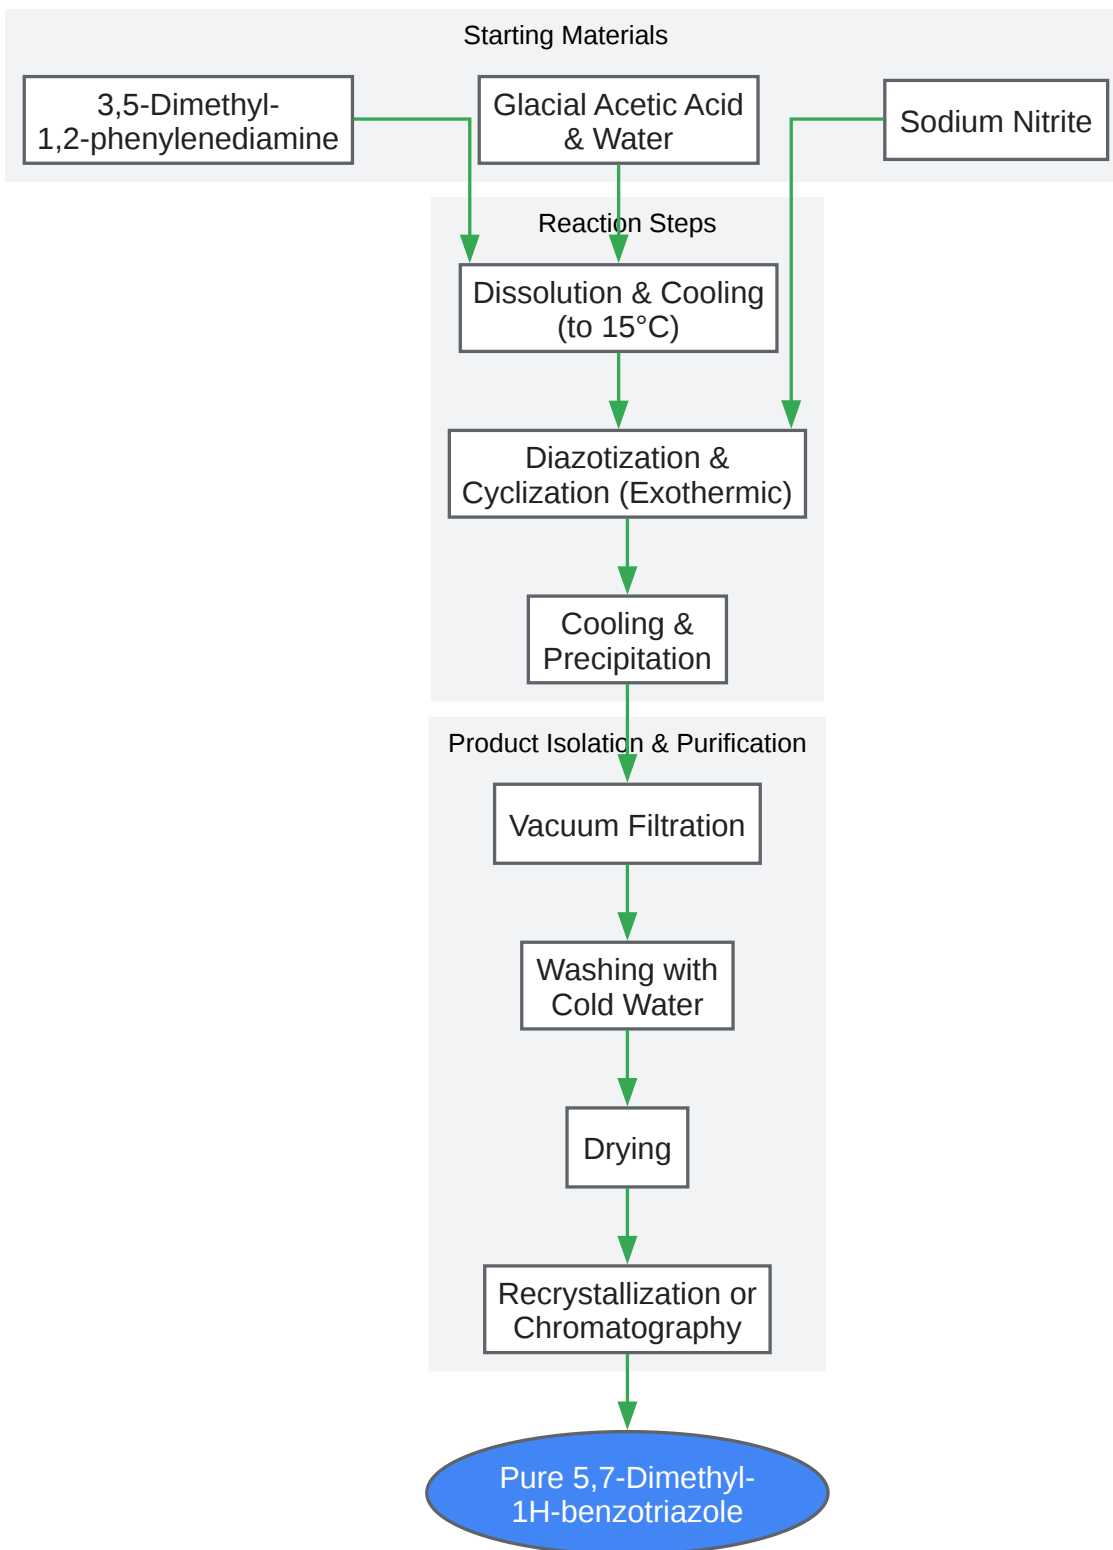 Starting Materials
3,5-Dimethyl-
1,2-phenylenediamine
Glacial Acetic Acid
& Water
Sodium Nitrite
Reaction Steps
Dissolution & Cooling
(to 15°C)
Diazotization &
Cyclization (Exothermic)
Cooling &
Precipitation
Product Isolation & Purification
Vacuum Filtration
Washing with
Cold Water
Drying
Recrystallization or
Chromatography
Pure 5,7-Dimethyl-
1H-benzotriazole